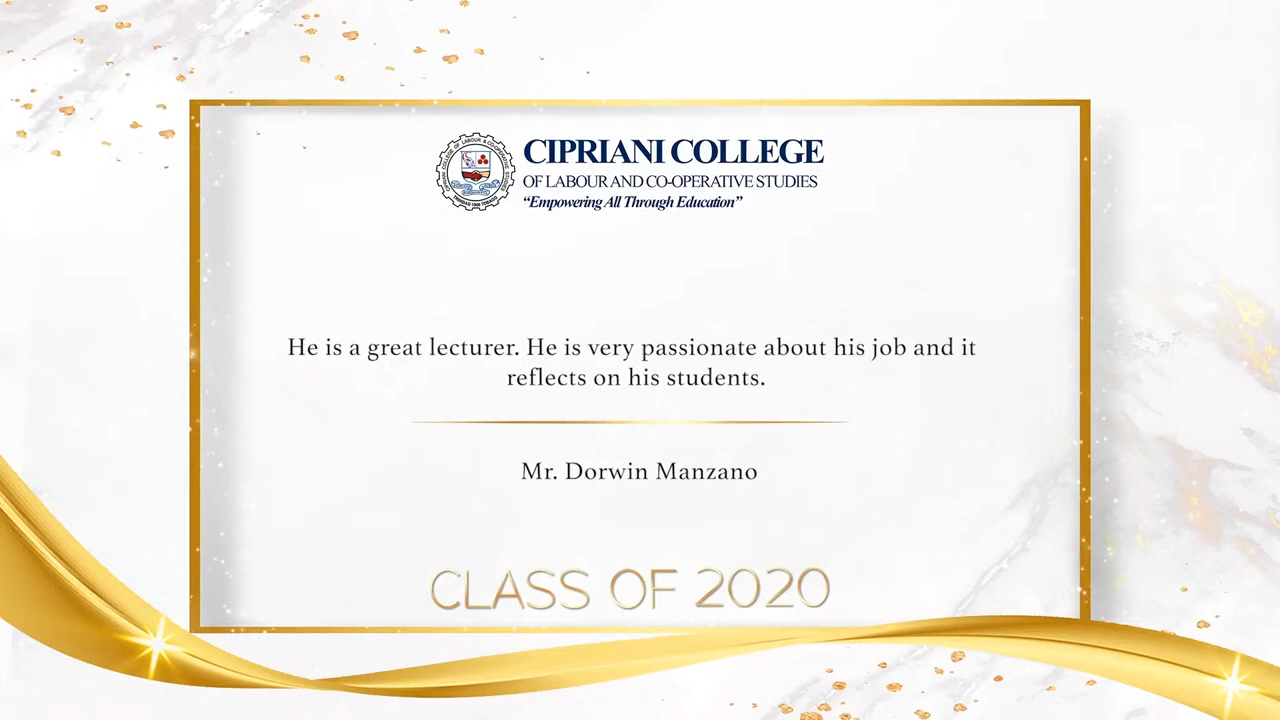 CIPRIANI COLLEGE
OF LABOUR AND CO-OPERATIVE STUDIES
“Empowering All Through Education”
He is a great lecturer. He is very passionate about his job and it
reflects on his students.
Mr. Dorwin Manzano
CLASS OF 2020